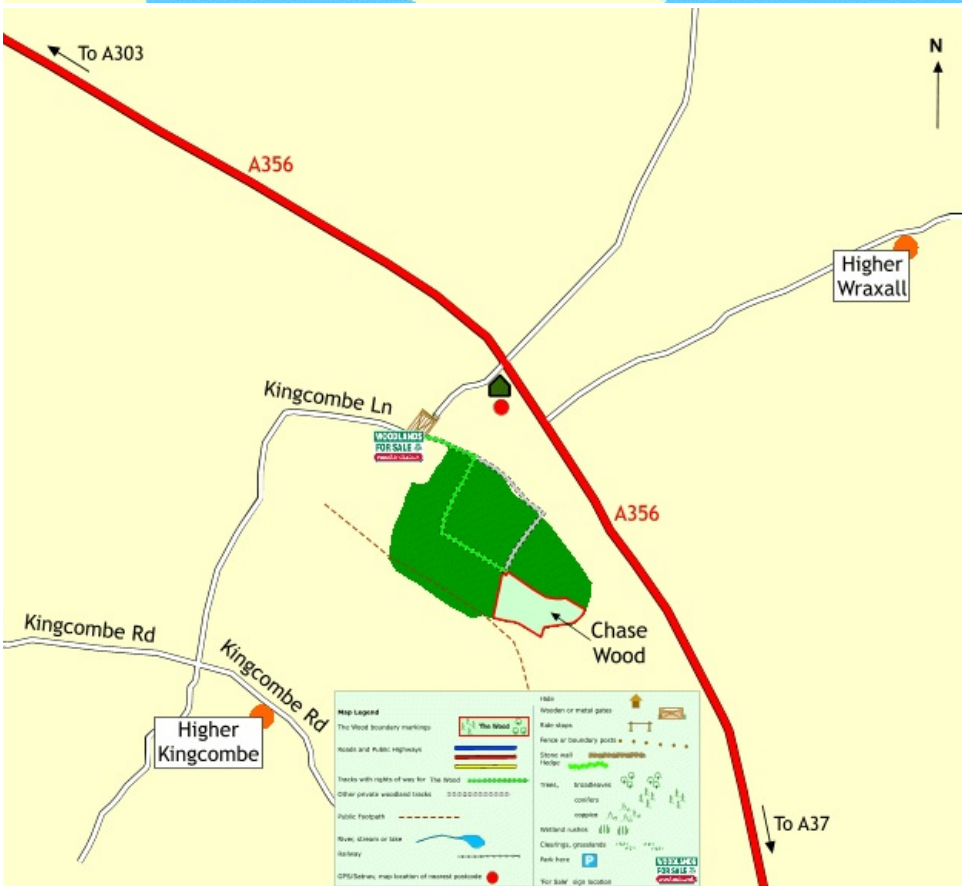 To A303
N
A356
Higher
Wraxall
Kingcombe Ln
WOODLANDS
FOR SALE
A356
Chase
Wood
Kingcombe Rd
Kingcombe Rd
Higher
Kingcombe
To A37
Map Legend
The Wood boundary markings
The Wood
Roads and Public Highways
Tracks with rights of way for The Wood
Other private woodland tracks
Public Footpath
River, stream or lake
Railway
GPS/Satnav, map location of nearest postcode
Hide
Wooden or metal gates
Ride stops
Fence or boundary posts
Stone wall
Hedge
Trees, broadleaves
conifers
coppice
Wetland rushes
Clearings, grasslands
Park here
P
'For Sale' sign location
WOODLANDS
FOR SALE